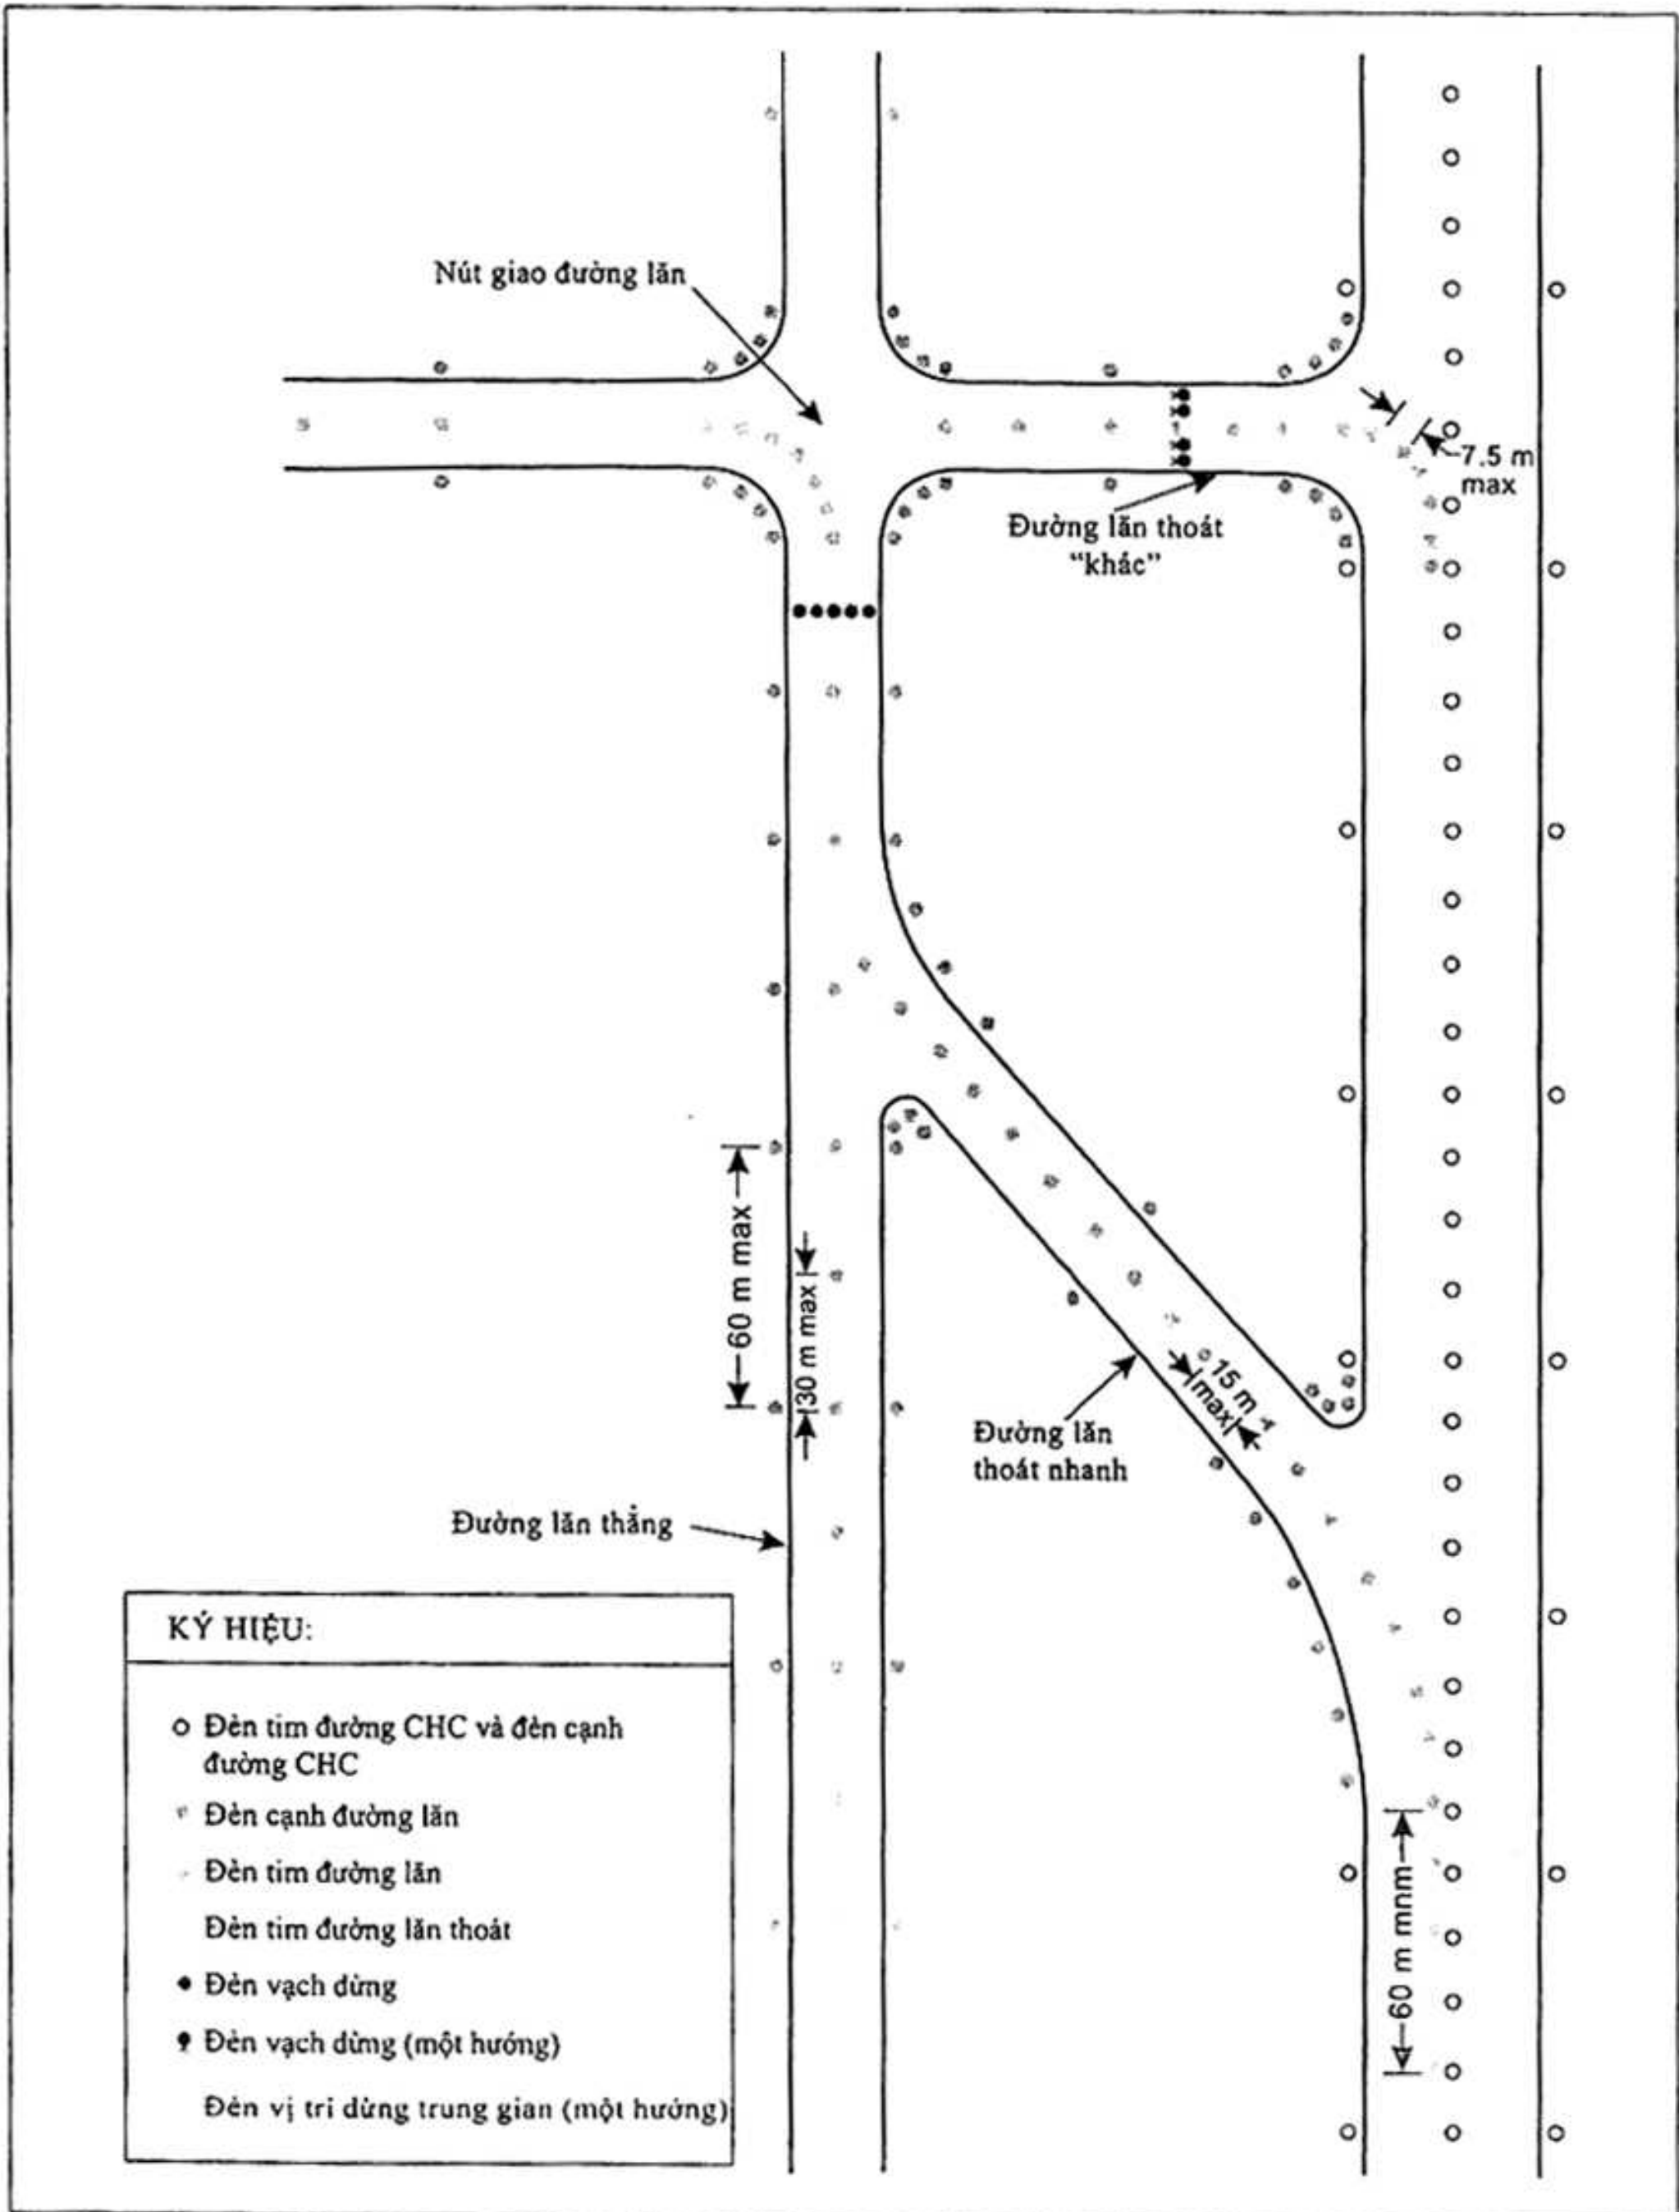 Nút giao đường lăn
7.5 m
max
Đường lăn thoát
“khác”
60 m max
30 m max
15 m
max
Đường lăn
thoát nhanh
Đường lăn thẳng
60 m mnm
KÝ HIỆU:
Đèn tim đường CHC và đèn cạnh
đường CHC
Đèn cạnh đường lăn
Đèn tim đường lăn
Đèn tim đường lăn thoát
Đèn vạch dừng
Đèn vạch dừng (một hướng)
Đèn vị trí dừng trung gian (một hướng)